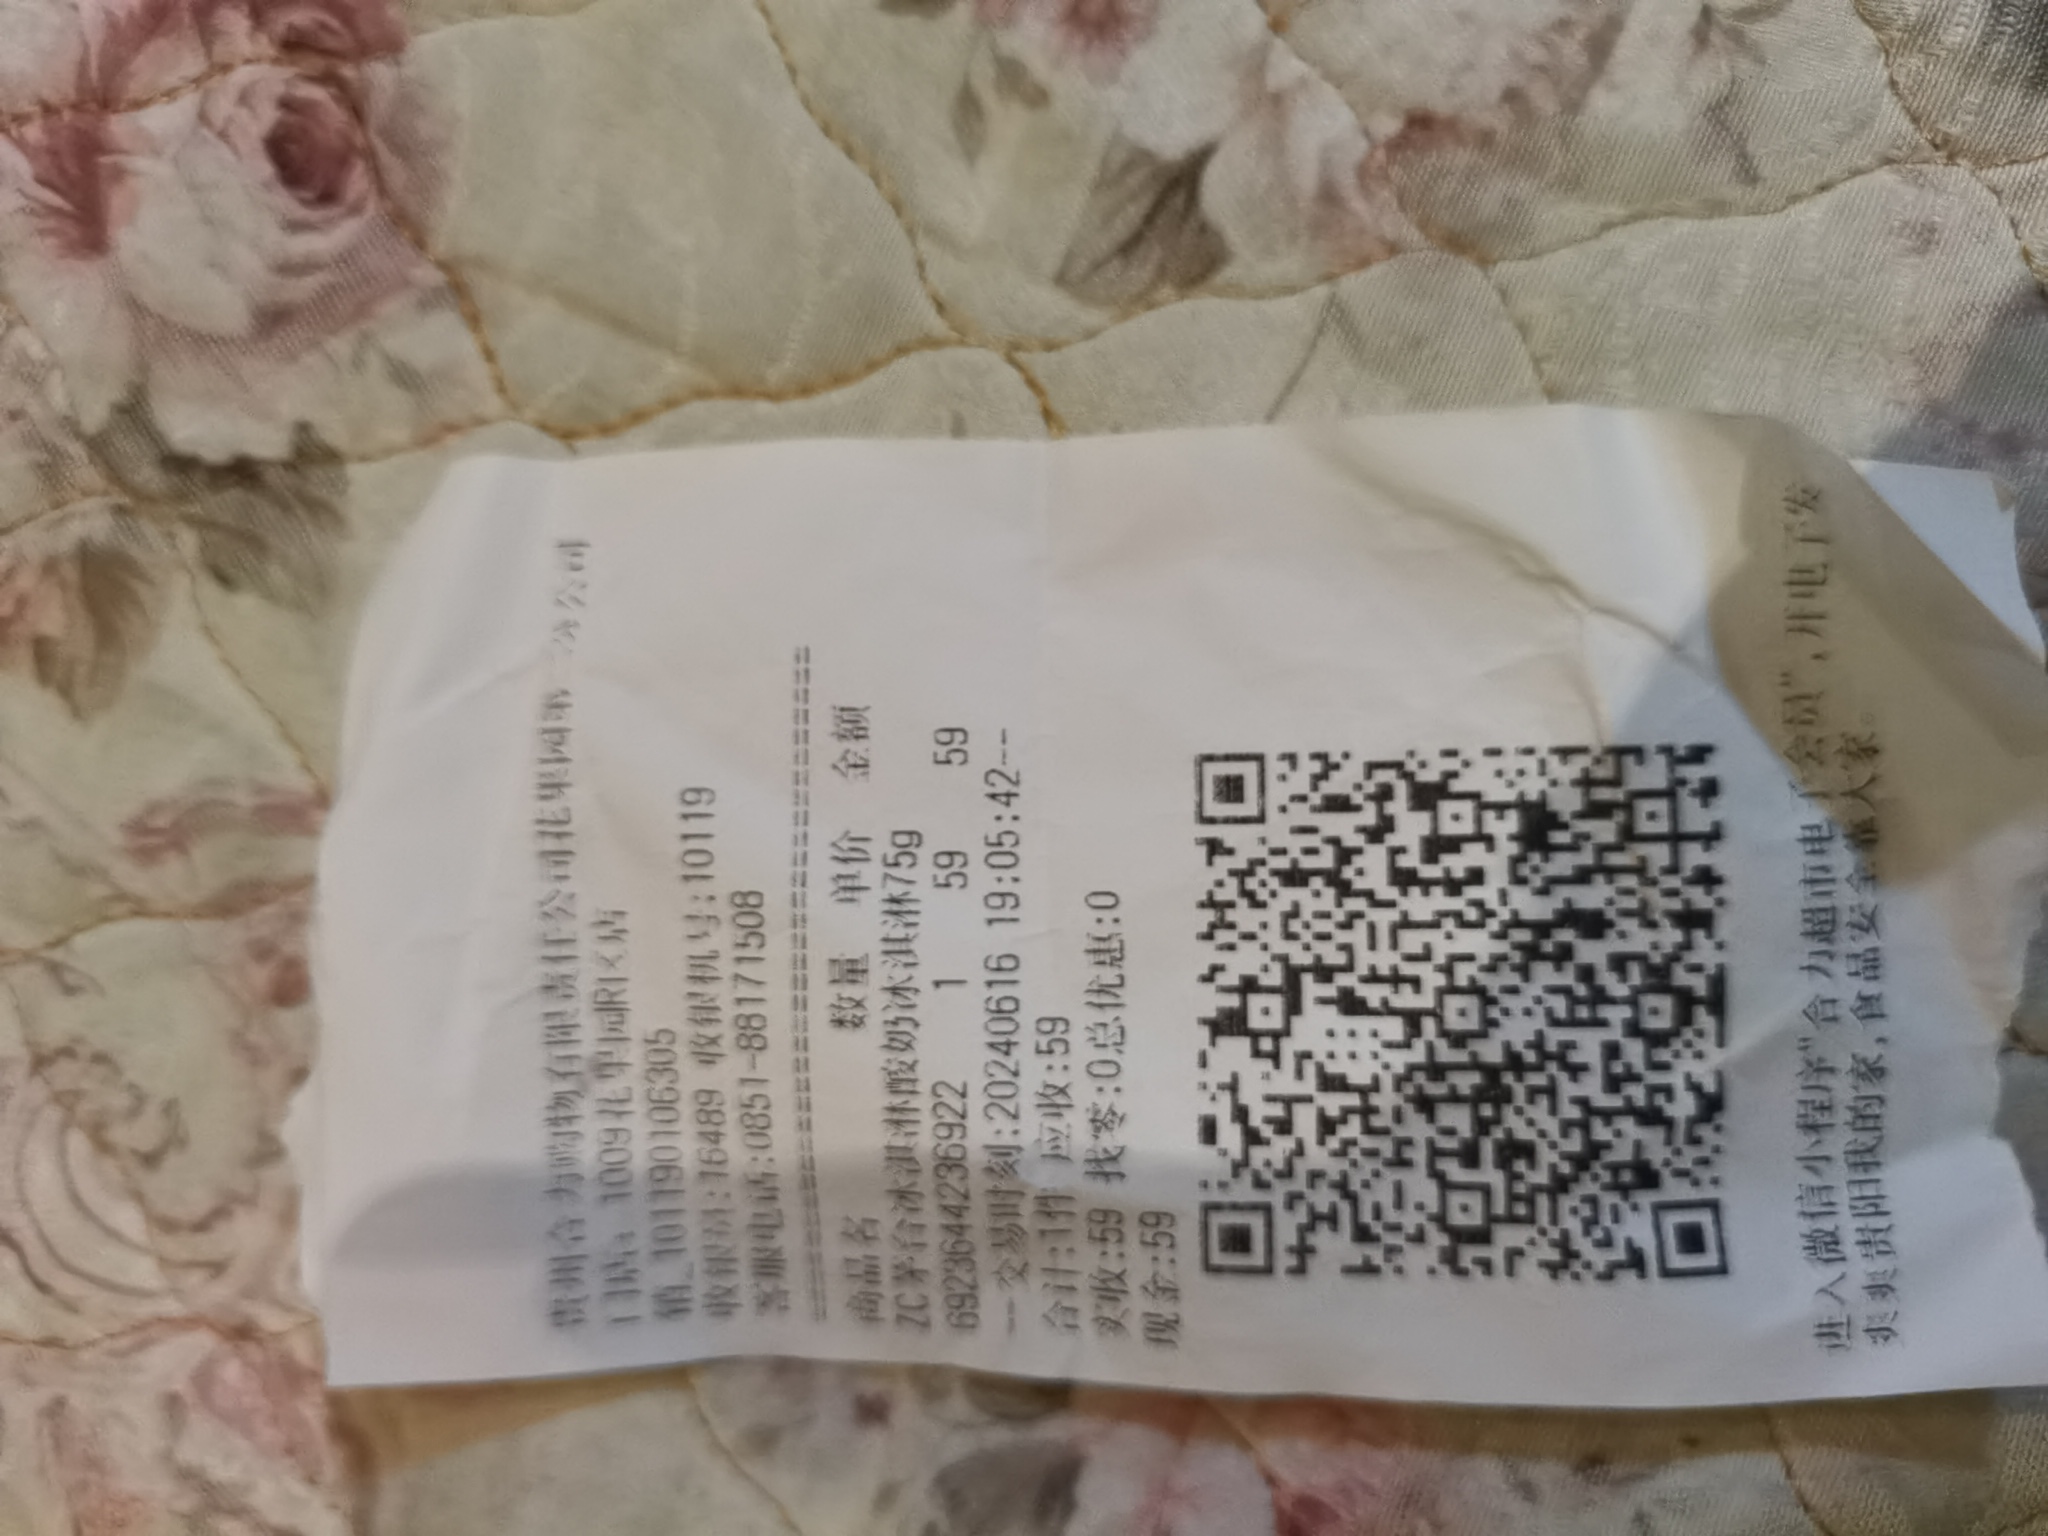 贵州合力购物有限责任公司花果园第二分公司
门店: 1009花果园R1区店
销_1011901106305
收银员:16489 收银机号:10119
客服电话:0851-88171508
==========================================
商品名 数量 单价 金额
ZC茅台冰淇淋酸奶冰淇淋75g
6923644236922 1 59 59
--交易时刻:20240616 19:05:42--
合计:1件 应收:59
实收:59 找零:0总优惠:0
现金:59
进入微信小程序"合力超市电子会员",开电子发
爽爽贵阳我的家,食品安全靠大家。